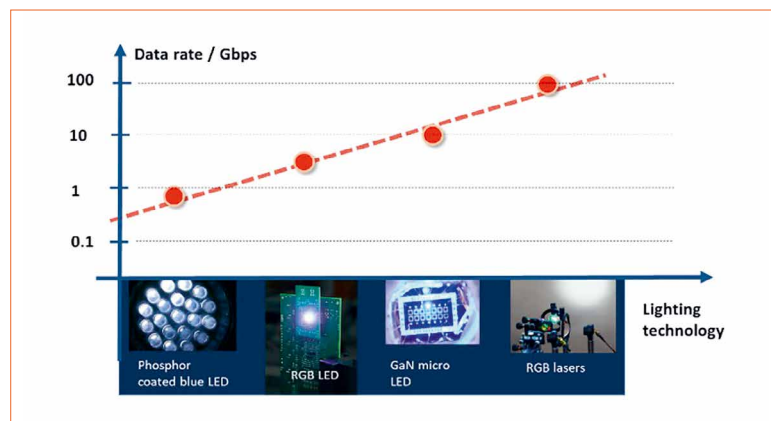 Data rate / Gbps
100
10
1
0.1
Lighting
technology
Phosphor
coated blue LED
RGB LED
GaN micro
LED
RGB lasers